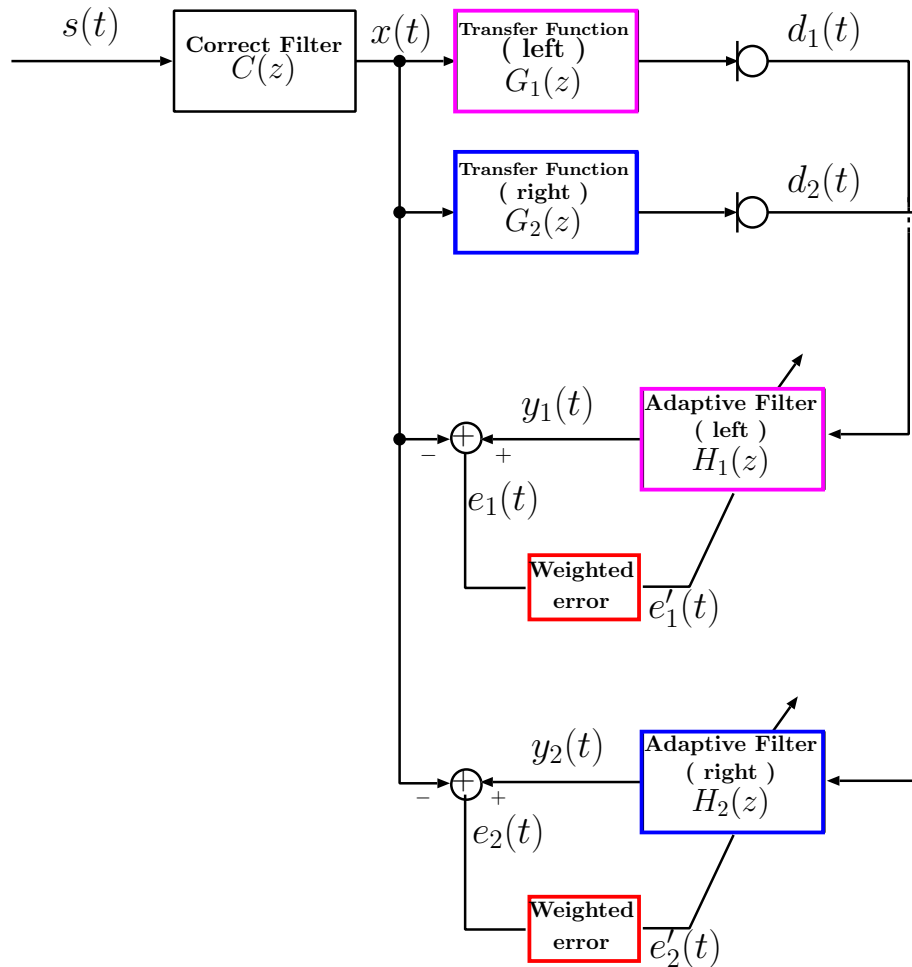 s(t)
Correct Filter
C(z)
x(t)
Transfer Function
( left )
G₁(z)
d₁(t)
Transfer Function
( right )
G₂(z)
d₂(t)
y₁(t)
Adaptive Filter
( left )
H₁(z)
− +
e₁(t)
Weighted
error
e′₁(t)
y₂(t)
Adaptive Filter
( right )
H₂(z)
− +
e₂(t)
Weighted
error
e′₂(t)